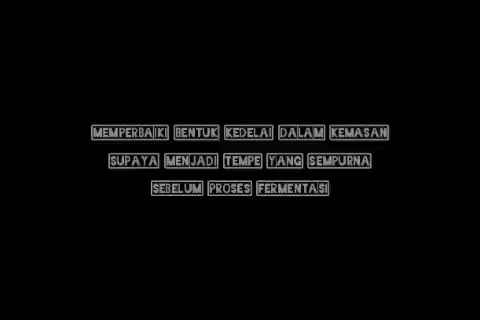 MEMPERBAIKI BENTUK KEDELAI DALAM KEMASAN
SUPAYA MENJADI TEMPE YANG SEMPURNA
SEBELUM PROSES FERMENTASI